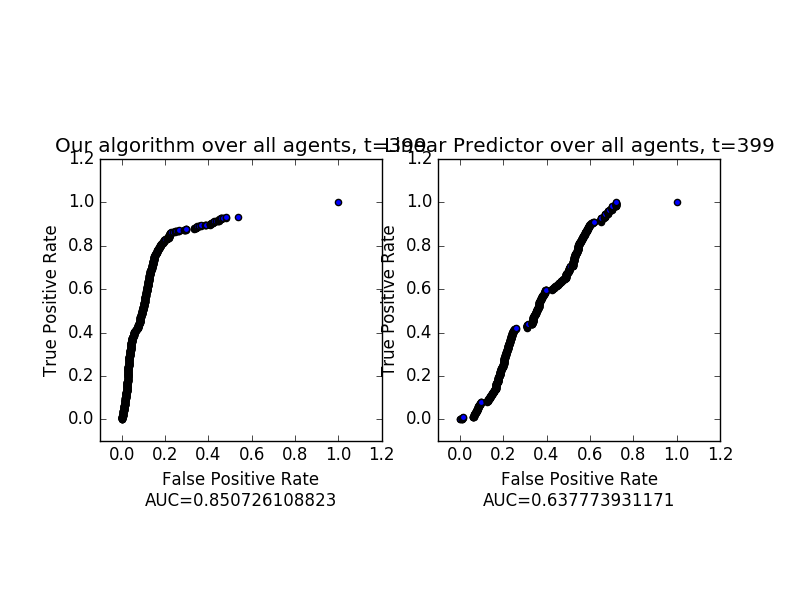 Our algorithm over all agents, t=399
1.2
1.0
0.8
0.6
0.4
0.2
0.0
True Positive Rate
0.0 0.2 0.4 0.6 0.8 1.0 1.2
False Positive Rate
AUC=0.850726108823
Linear Predictor over all agents, t=399
1.2
1.0
0.8
0.6
0.4
0.2
0.0
True Positive Rate
0.0 0.2 0.4 0.6 0.8 1.0 1.2
False Positive Rate
AUC=0.637773931171